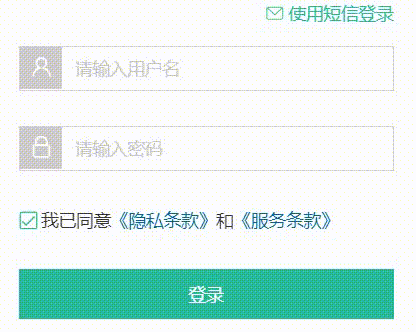 使用短信登录
请输入用户名
请输入密码
我已同意《隐私条款》和《服务条款》
登录